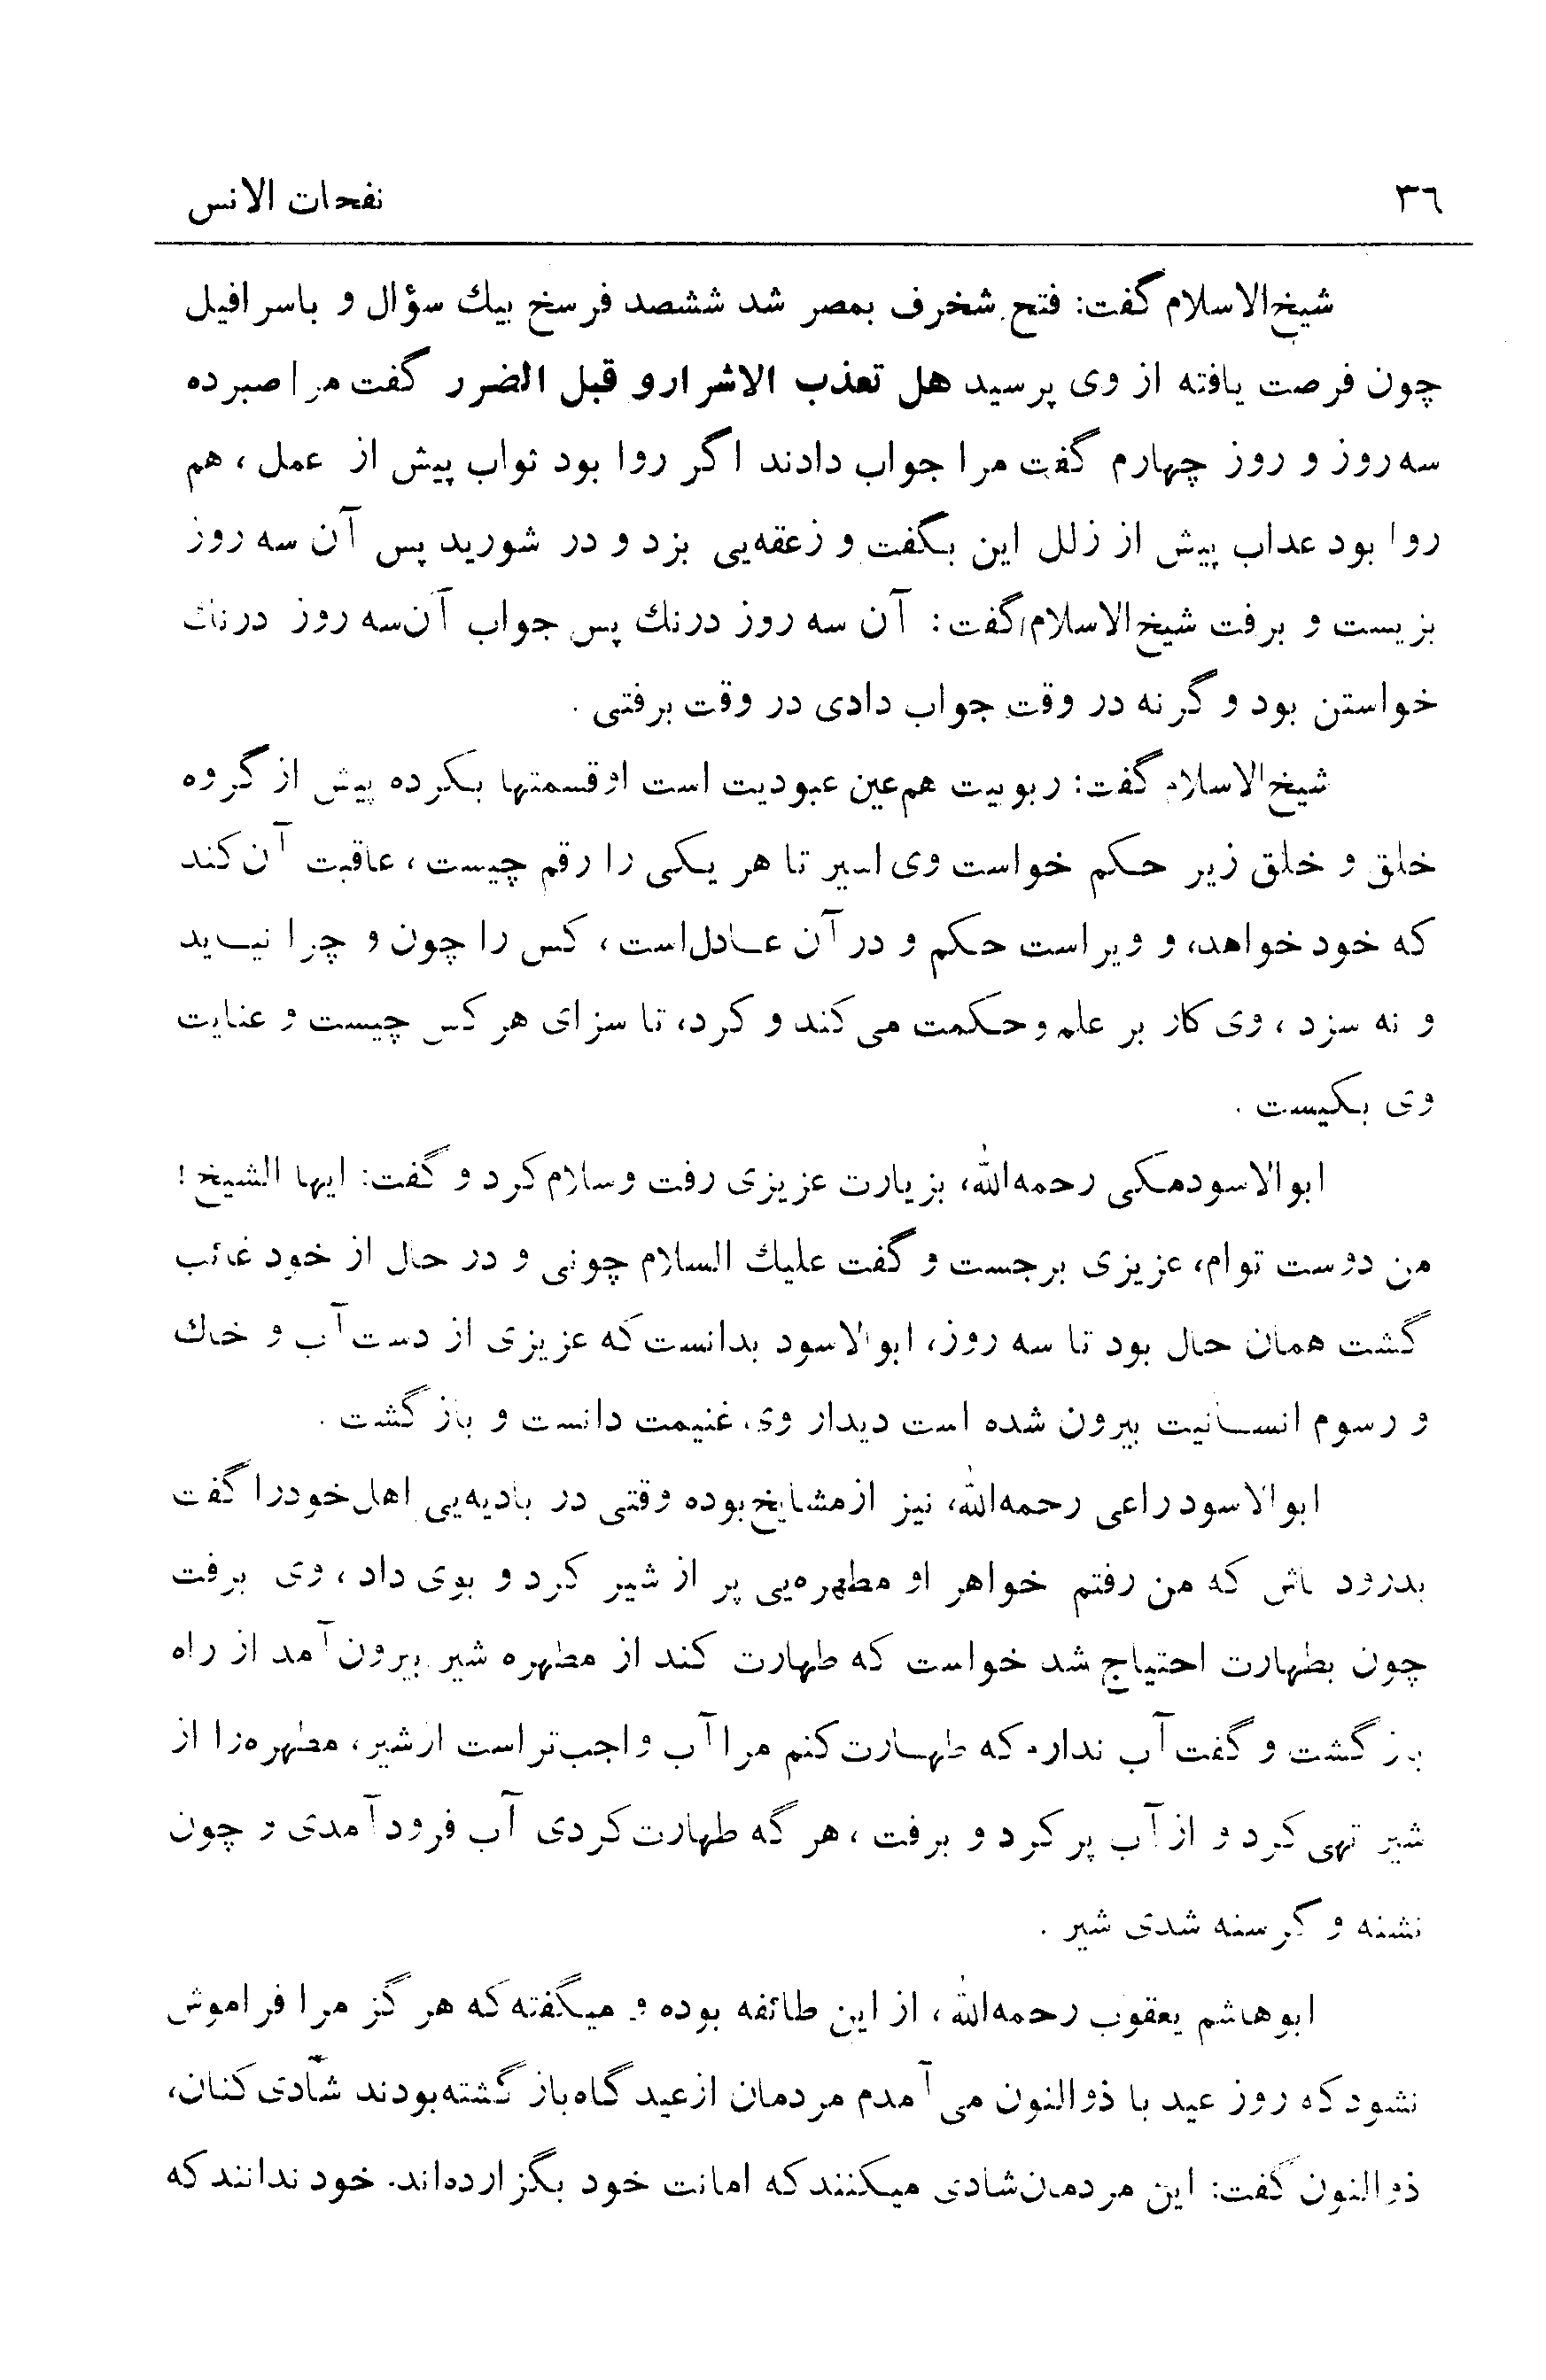 ٣٦ نفحات الانس
شیخ‌الاسلام گفت: فتح شخرف بمصر شد ششصد فرسخ بیك سؤال و باسرافیل
چون فرصت یافته از وی پرسید هل تعذب الاشرارو قبل الضرر گفت مرا صبر ده
سه‌روز و روز چهارم گفت مرا جواب دادند اگر روا بود ثواب پیش از عمل، هم
روا بود عذاب پیش از زلل این بگفت و زعقه‌یی بزد و در شورید پس آن سه روز
بزیست و برفت شیخ‌الاسلام گفت: آن سه روز درنك پس جواب آن‌سه روز درنك
خواستن بود و گرنه در وقت جواب دادی در وقت برفتی .
شیخ‌الاسلام گفت: ربوبیت هم‌عین عبودیت است او قسمتها بکرده پیش از گروه
خلق و خلق زیر حکم خواست وی اسیر تا هر یکی را رقم چیست، عاقبت آن کند
که خود خواهد، و ویراست حکم و در آن عادل‌است، کس را چون و چرا نیاید
و نه سزد، وی کار بر علم و حکمت می کند و کرد، تا سزای هر کس چیست و عنایت
وی بکیست .
ابوالاسودمکی رحمه‌الله، بزیارت عزیزی رفت و سلام کرد و گفت: ایها الشیخ!
من دوست توام، عزیزی برجست و گفت علیك السلام چونی و در حال از خود غائب
گشت همان حال بود تا سه روز، ابوالاسود بدانست که عزیزی از دست آب و خاك
و رسوم انسانیت بیرون شده است دیدار وی، غنیمت دانست و باز گشت .
ابوالاسود راعی رحمه‌الله، نیز ازمشایخ‌بوده وقتی در بادیه‌یی اهل‌خودرا گفت
بدرود باش که من رفتم خواهر او مطهره‌یی پر از شیر کرد و بوی داد، وی برفت
چون بطهارت احتیاج شد خواست که طهارت کند از مطهره شیر بیرون آمد از راه
باز گشت و گفت آب ندارم که طهارت کنم مرا آب واجب‌تر است ازشیر، مطهره‌را از
شیر تهی کرد و از آب پر کرد و برفت، هر گه طهارت کردی آب فرود آمدی و چون
تشنه و گرسنه شدی شیر .
ابوهاشم یعقوب رحمه‌الله، از این طائفه بوده و میگفته که هر گز مرا فراموش
نشود که روز عید با ذوالنون می آمدم مردمان ازعید گاه باز گشته‌بودند شادی کنان،
ذوالنون گفت: این مردمان‌شادی میکنند که امانت خود بگزارده‌اند. خود ندانند که